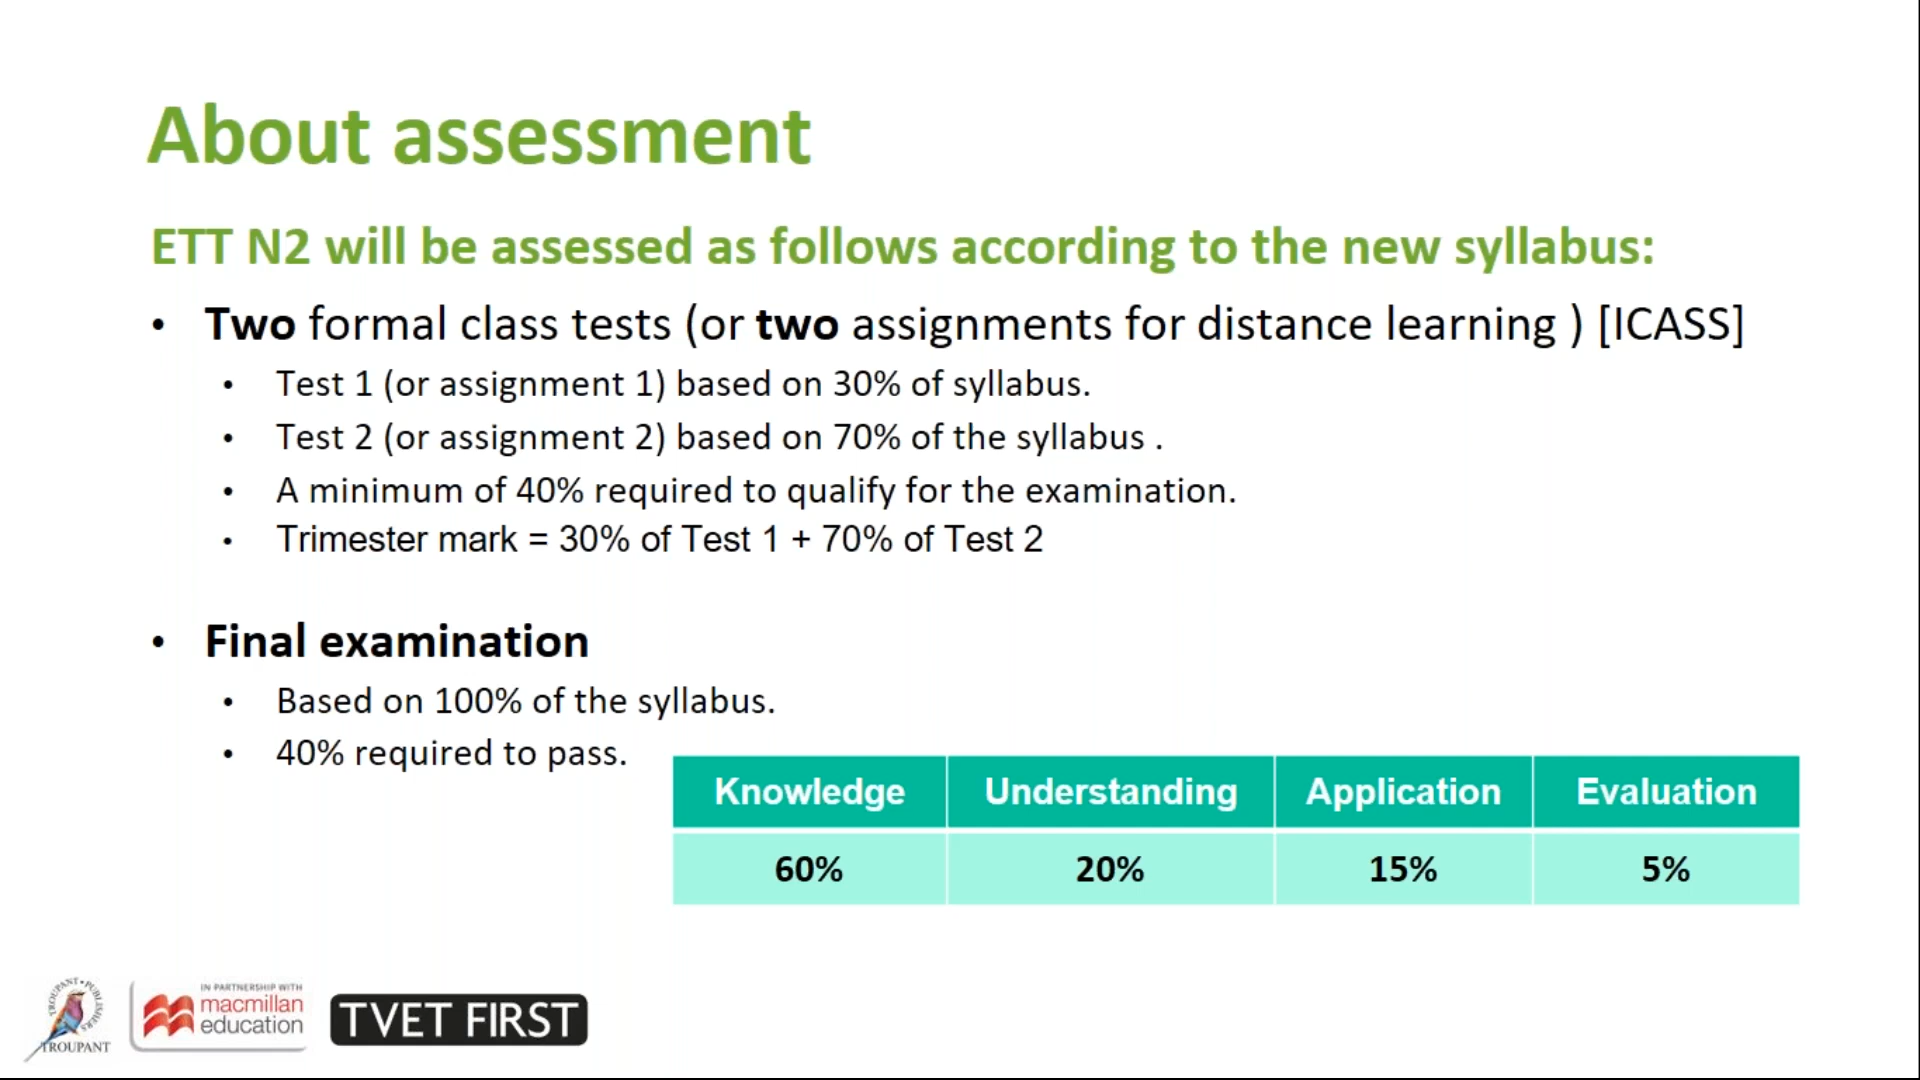 About assessment
ETT N2 will be assessed as follows according to the new syllabus:
• Two formal class tests (or two assignments for distance learning ) [ICASS]
• Test 1 (or assignment 1) based on 30% of syllabus.
• Test 2 (or assignment 2) based on 70% of the syllabus .
• A minimum of 40% required to qualify for the examination.
• Trimester mark = 30% of Test 1 + 70% of Test 2
• Final examination
• Based on 100% of the syllabus.
• 40% required to pass.
Knowledge Understanding Application Evaluation
60% 20% 15% 5%
TROUPANT • PUBLISHERS
TROUPANT
IN PARTNERSHIP WITH
macmillan
education
TVET FIRST